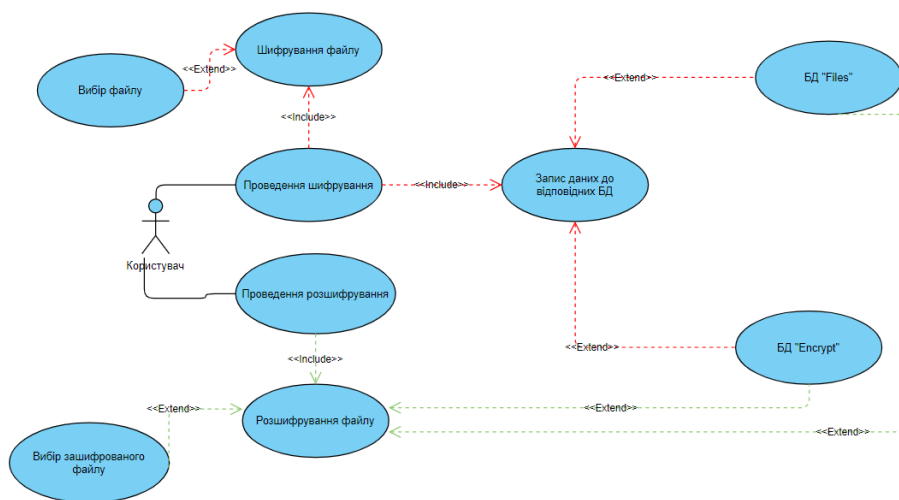 Шифрування файлу
<<Extend>>
Вибір файлу
<<Extend>>
БД "Files"
<<Include>>
Проведення шифрування
<<Include>>
Запис даних до
відповідних БД
Користувач
Проведення розшифрування
<<Extend>>
БД "Encrypt"
<<Include>>
<<Extend>>
<<Extend>>
Розшифрування файлу
<<Extend>>
Вибір зашифрованого
файлу